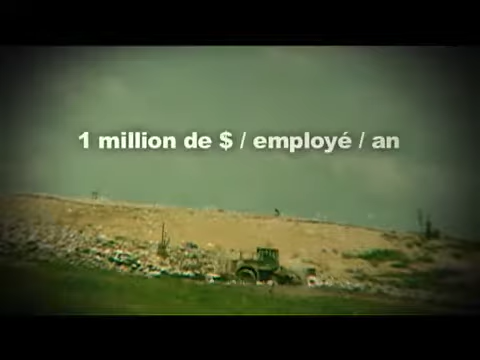 1 million de $ / employé / an